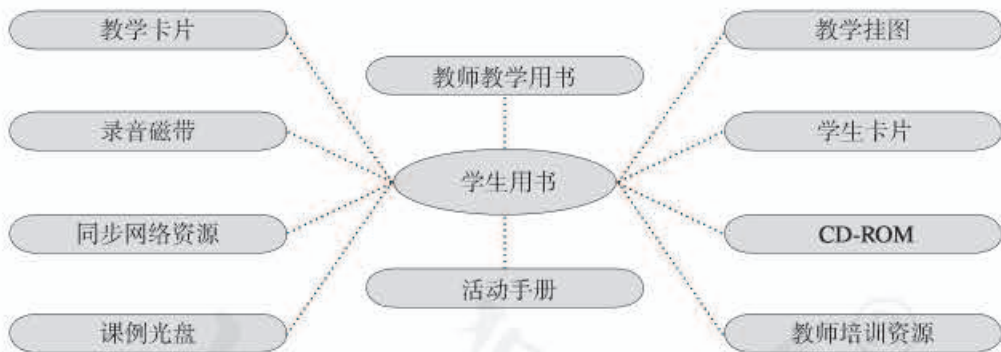 教学卡片
教学挂图
教师教学用书
录音磁带
学生卡片
学生用书
同步网络资源
CD-ROM
活动手册
课例光盘
教师培训资源